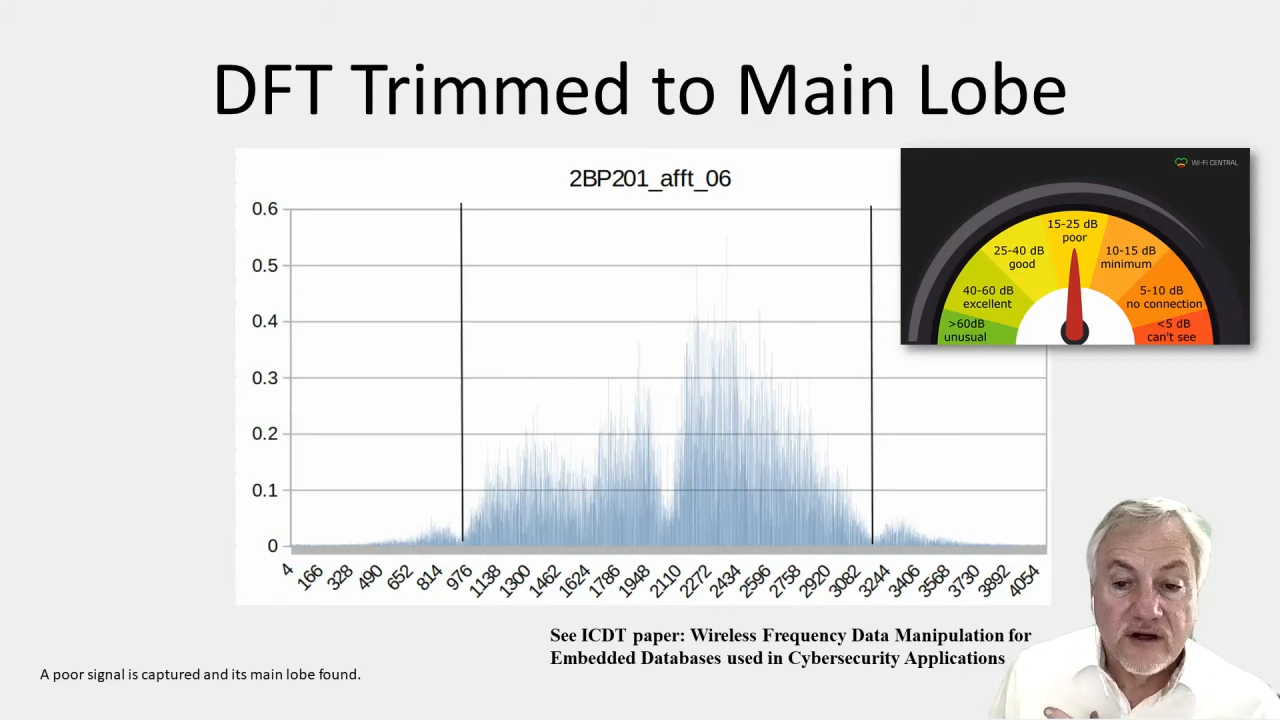 DFT Trimmed to Main Lobe
2BP201_afft_06
0.6
0.5
0.4
0.3
0.2
0.1
0
4 166 328 490 652 814 976 1138 1300 1462 1624 1786 1948 2110 2272 2434 2596 2758 2920 3082 3244 3406 3568 3730 3892 4054
WI-FI CENTRAL
15-25 dB
poor
25-40 dB
good
10-15 dB
minimum
40-60 dB
excellent
5-10 dB
no connection
>60dB
unusual
<5 dB
can't see
See ICDT paper: Wireless Frequency Data Manipulation for
Embedded Databases used in Cybersecurity Applications
A poor signal is captured and its main lobe found.